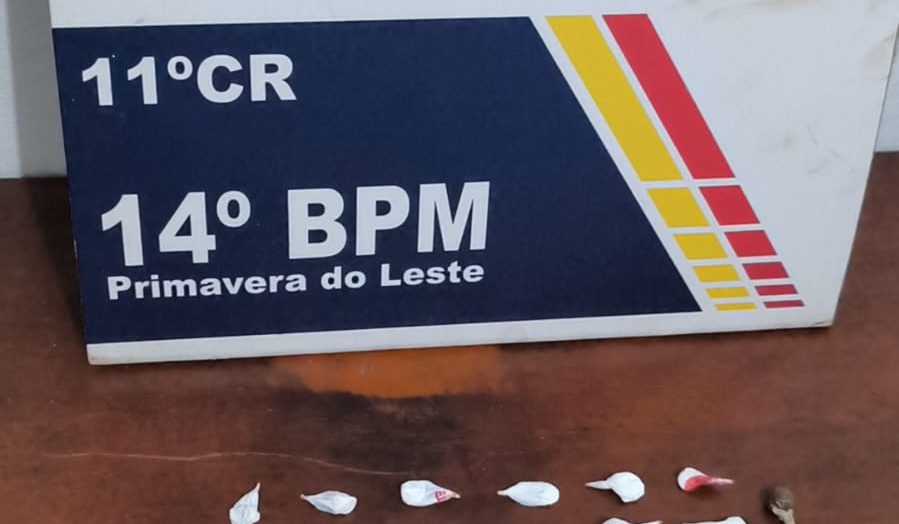 11ºCR
14º BPM
Primavera do Leste